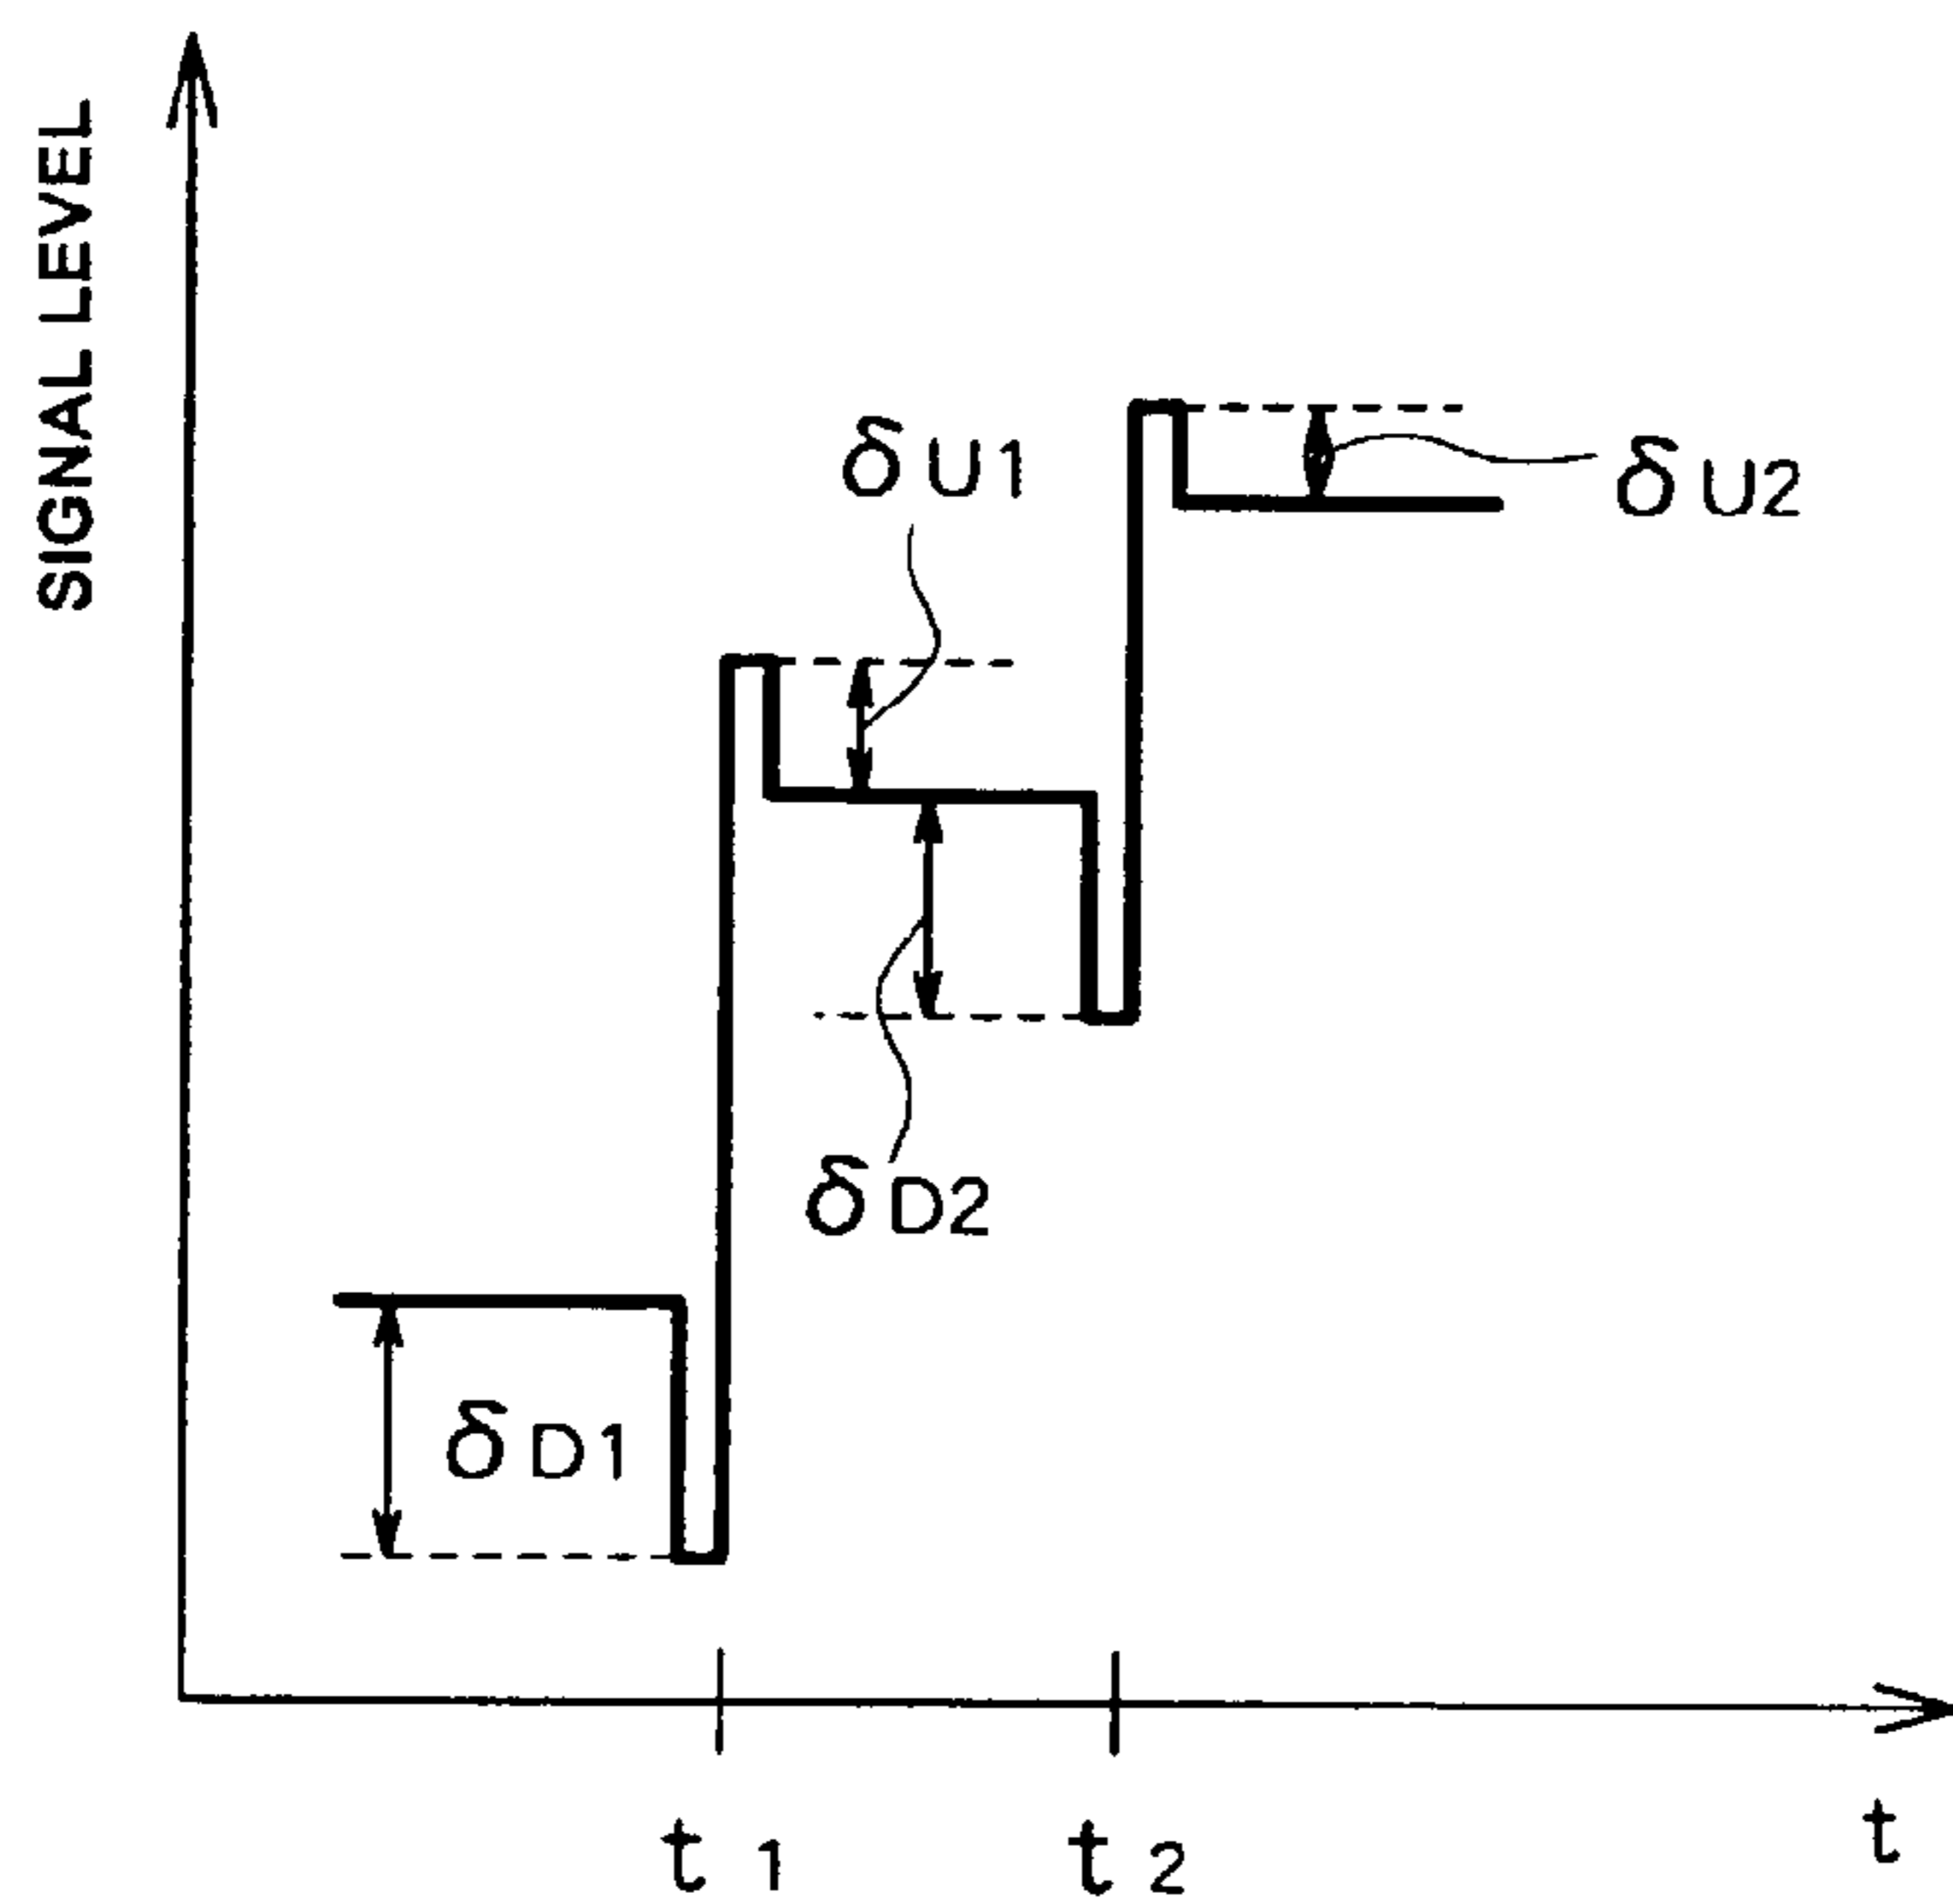 SIGNAL LEVEL
δU1
δU2
δD2
δD1
t1
t2
t